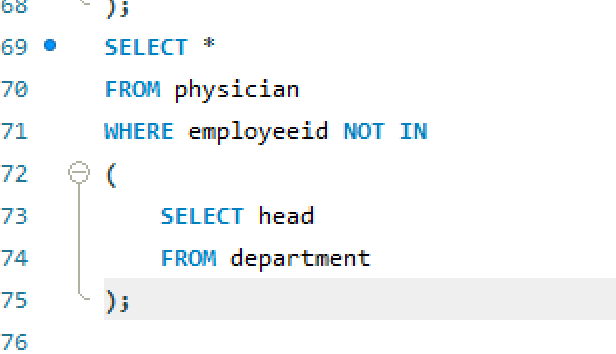 68 );
69 SELECT *
70 FROM physician
71 WHERE employeeid NOT IN
72 (
73 SELECT head
74 FROM department
75 );
76